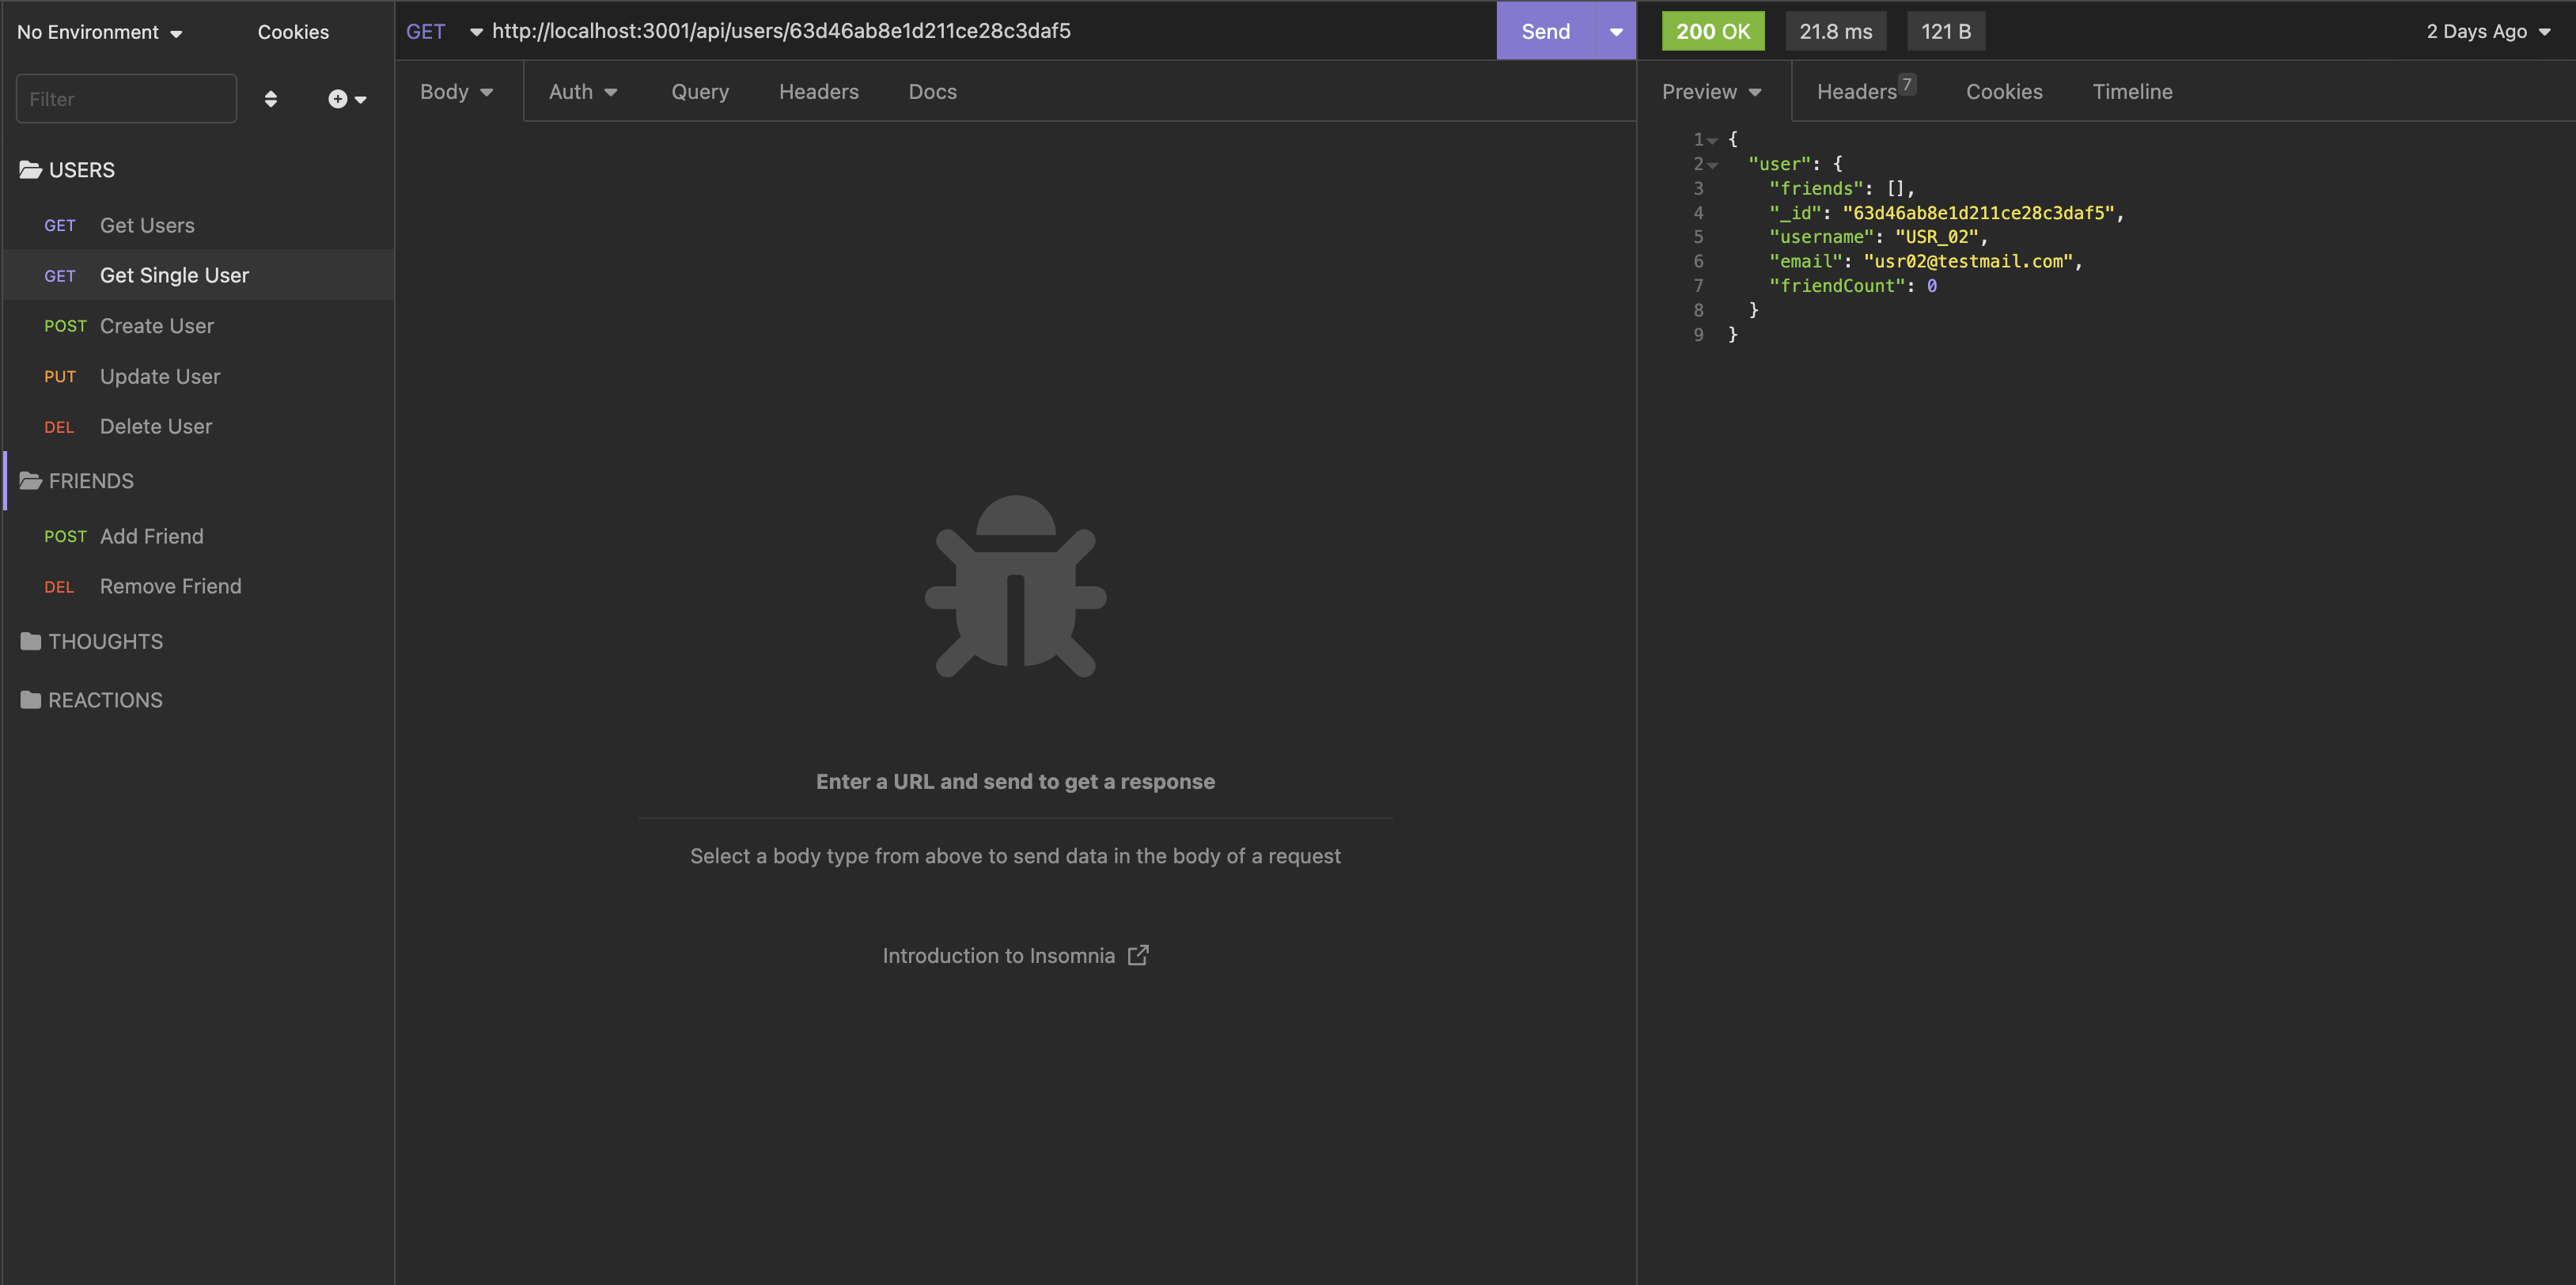 No Environment
Cookies
Filter
USERS
GET Get Users
GET Get Single User
POST Create User
PUT Update User
DEL Delete User
FRIENDS
POST Add Friend
DEL Remove Friend
THOUGHTS
REACTIONS
GET http://localhost:3001/api/users/63d46ab8e1d211ce28c3daf5 Send
Body Auth Query Headers Docs
Enter a URL and send to get a response
Select a body type from above to send data in the body of a request
Introduction to Insomnia
200 OK 21.8 ms 121 B 2 Days Ago
Preview Headers 7 Cookies Timeline
1 {
2 "user": {
3 "friends": [],
4 "_id": "63d46ab8e1d211ce28c3daf5",
5 "username": "USR_02",
6 "email": "usr02@testmail.com",
7 "friendCount": 0
8 }
9 }